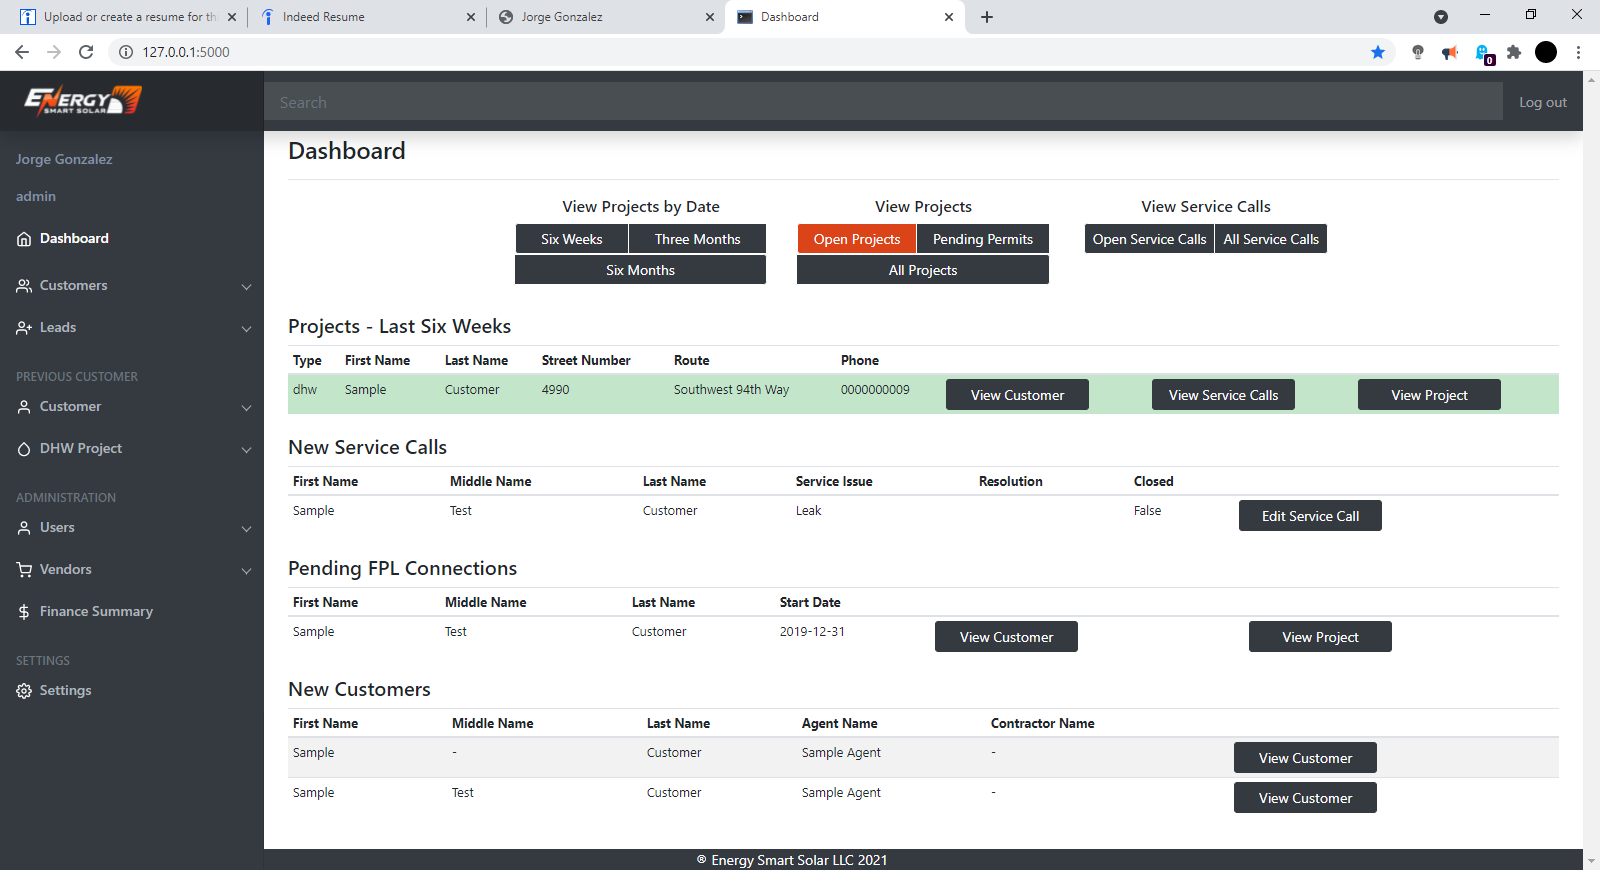 Upload or create a resume for thi
Indeed Resume
Jorge Gonzalez
Dashboard
127.0.0.1:5000
0
ENERGY
SMART SOLAR
Search
Log out
Jorge Gonzalez
admin
Dashboard
Customers
Leads
PREVIOUS CUSTOMER
Customer
DHW Project
ADMINISTRATION
Users
Vendors
Finance Summary
SETTINGS
Settings
Dashboard
View Projects by Date
Six Weeks Three Months
Six Months
View Projects
Open Projects Pending Permits
All Projects
View Service Calls
Open Service Calls All Service Calls
Projects - Last Six Weeks
Type First Name Last Name Street Number Route Phone
dhw Sample Customer 4990 Southwest 94th Way 0000000009 View Customer View Service Calls View Project
New Service Calls
First Name Middle Name Last Name Service Issue Resolution Closed
Sample Test Customer Leak False Edit Service Call
Pending FPL Connections
First Name Middle Name Last Name Start Date
Sample Test Customer 2019-12-31 View Customer View Project
New Customers
First Name Middle Name Last Name Agent Name Contractor Name
Sample - Customer Sample Agent - View Customer
Sample Test Customer Sample Agent - View Customer
® Energy Smart Solar LLC 2021